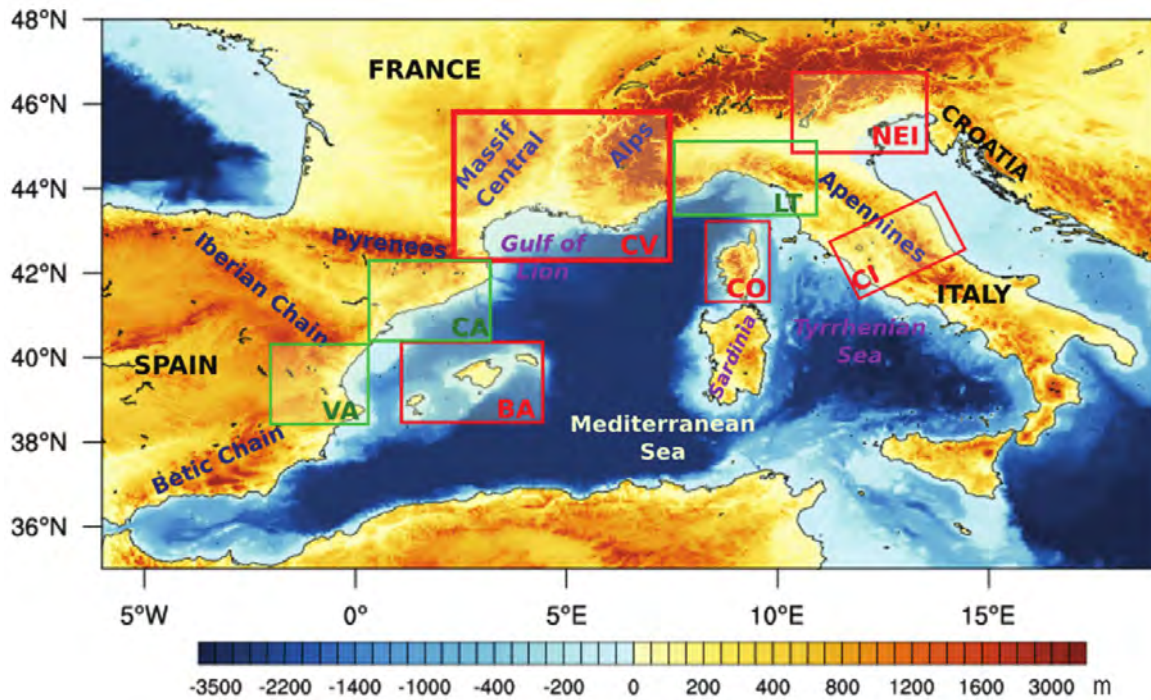 48°N
46°N
44°N
42°N
40°N
38°N
36°N
FRANCE
Massif
Central
Alps
NEI
CROATIA
LT
Apennines
Pyrenees
Gulf of
Lion
CV
Iberian Chain
CO
CI
ITALY
CA
Sardinia
Tyrrhenian
Sea
SPAIN
VA
BA
Mediterranean
Sea
Betic Chain
5°W 0° 5°E 10°E 15°E
-3500 -2200 -1400 -1000 -400 -200 0 200 400 800 1200 1600 3000 m